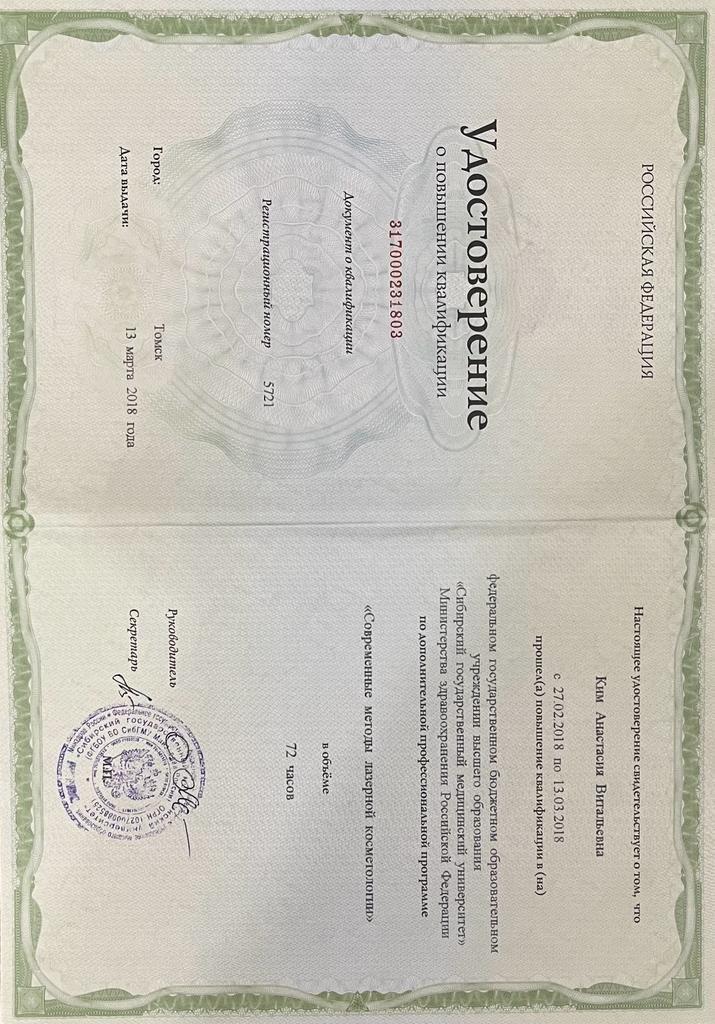 РОССИЙСКАЯ ФЕДЕРАЦИЯ
Удостоверение
о повышении квалификации
317000231803
Документ о квалификации
Регистрационный номер 5721
Город: Томск
Дата выдачи: 13 марта 2018 года
Настоящее удостоверение свидетельствует о том, что
Ким Анастасия Витальевна
с 27.02.2018 по 13.03.2018
прошел(а) повышение квалификации в (на)
федеральном государственном бюджетном образовательном
учреждении высшего образования
«Сибирский государственный медицинский университет»
Министерства здравоохранения Российской Федерации
по дополнительной профессиональной программе
«Современные методы лазерной косметологии»
в объёме
72 часов
Руководитель
Секретарь
М.П.